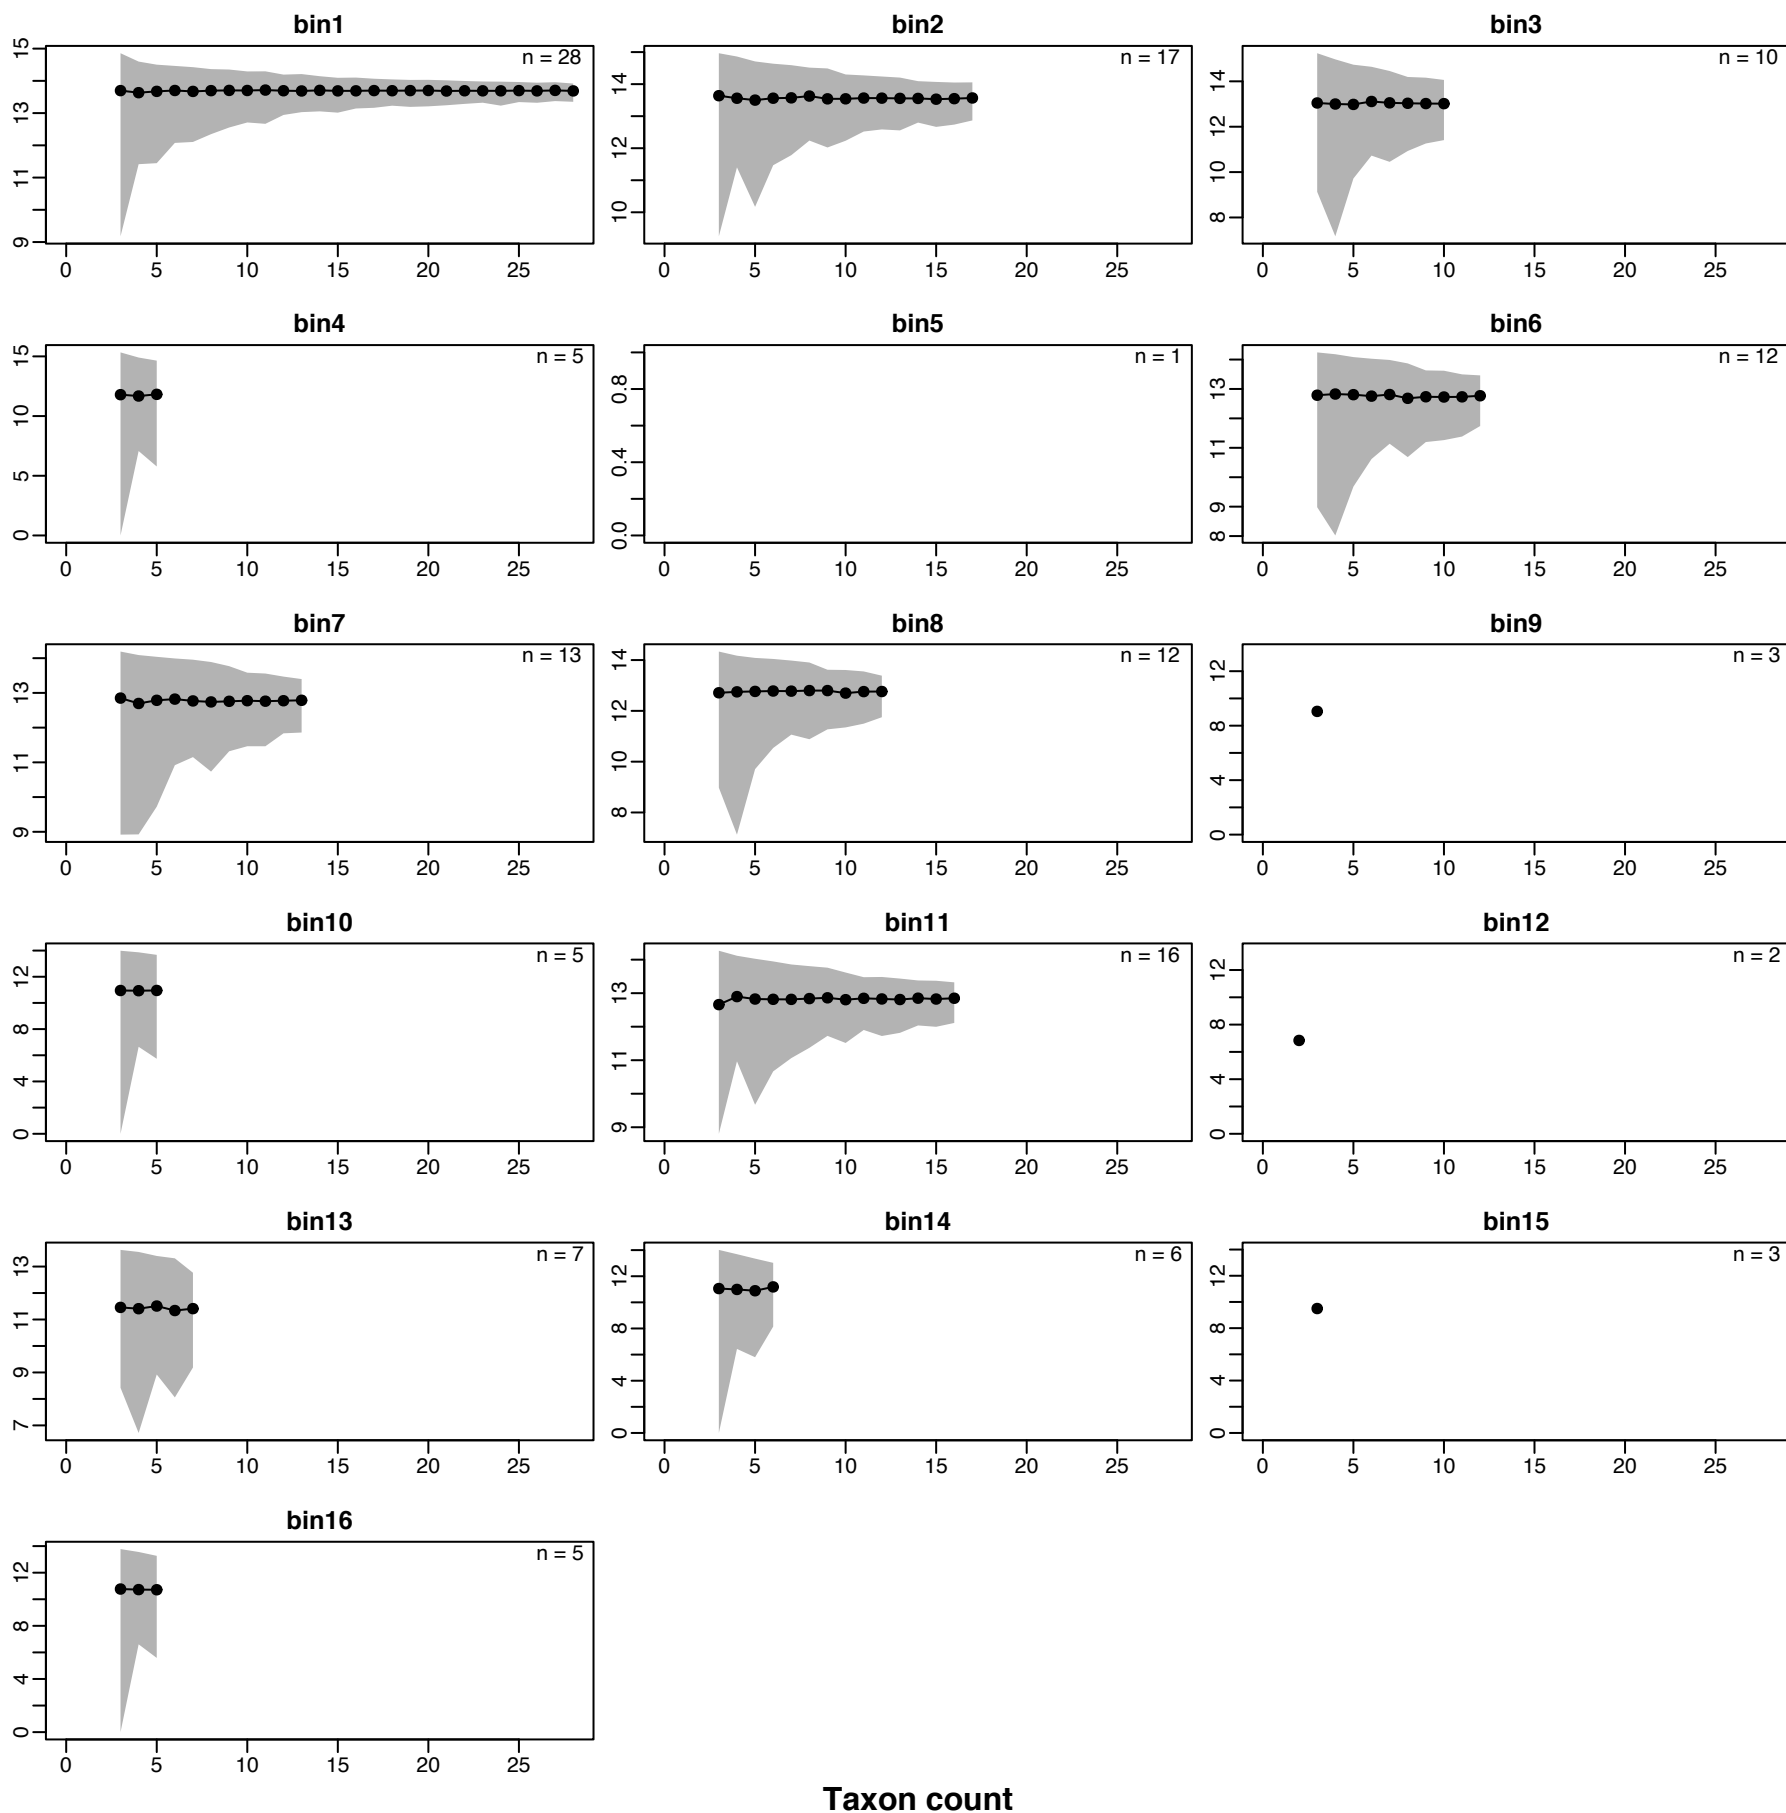 bin1 bin2 bin3
n = 28 n = 17 n = 10
9 11 13 15
10 12 14
8 10 12 14
0 5 10 15 20 25
0 5 10 15 20 25
0 5 10 15 20 25
bin4 bin5 bin6
n = 5 n = 1 n = 12
0 5 10 15
0.0 0.4 0.8
8 9 11 13
0 5 10 15 20 25
0 5 10 15 20 25
0 5 10 15 20 25
bin7 bin8 bin9
n = 13 n = 12 n = 3
9 11 13
8 10 12 14
0 4 8 12
0 5 10 15 20 25
0 5 10 15 20 25
0 5 10 15 20 25
bin10 bin11 bin12
n = 5 n = 16 n = 2
0 4 8 12
9 11 13
0 4 8 12
0 5 10 15 20 25
0 5 10 15 20 25
0 5 10 15 20 25
bin13 bin14 bin15
n = 7 n = 6 n = 3
7 9 11 13
0 4 8 12
0 4 8 12
0 5 10 15 20 25
0 5 10 15 20 25
0 5 10 15 20 25
bin16
n = 5
0 4 8 12
0 5 10 15 20 25
Taxon count